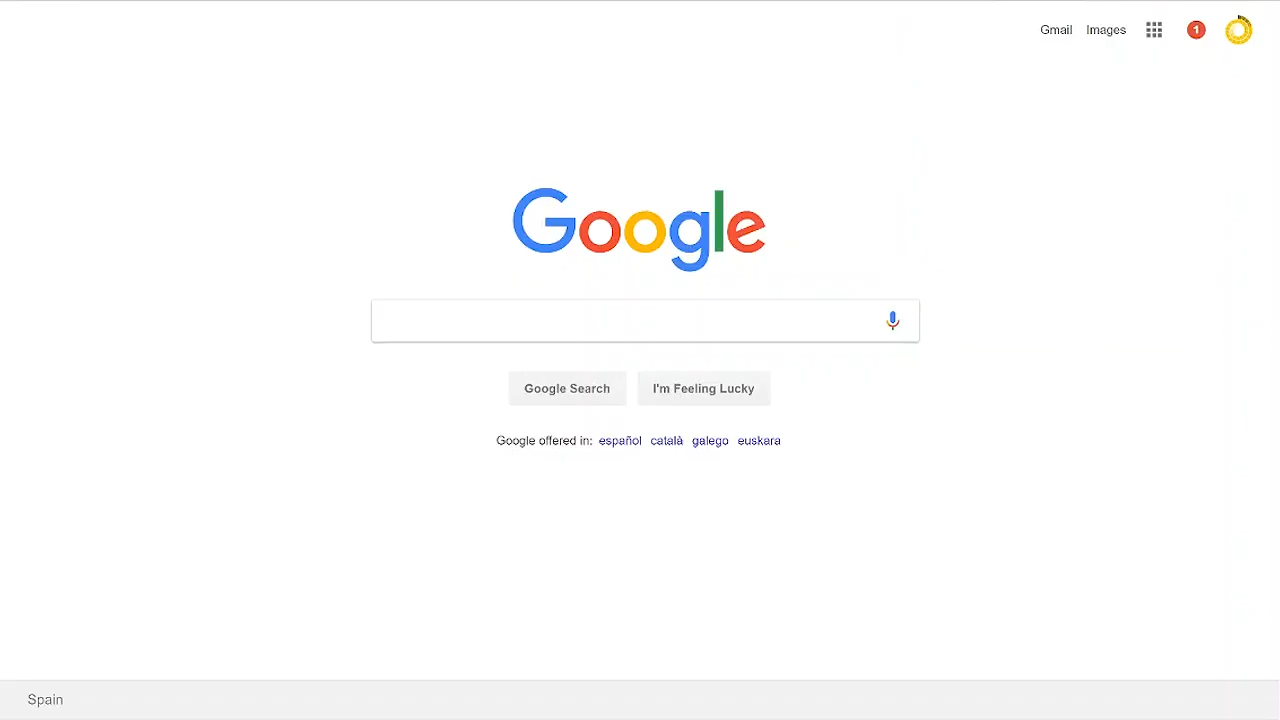 Gmail Images 1
Google
Google Search I'm Feeling Lucky
Google offered in: español català galego euskara
Spain